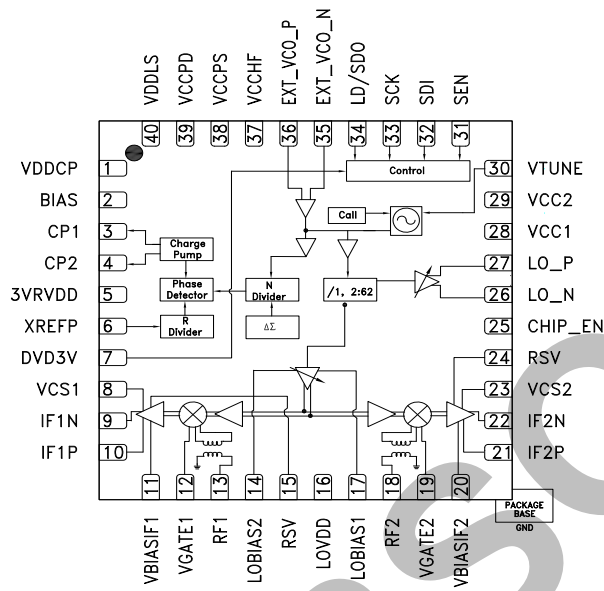 VDDLS
VCCPD
VCCPS
VCCHF
EXT_VCO_P
EXT_VCO_N
LD/SDO
SCK
SDI
SEN
40
39
38
37
36
35
34
33
32
31
VDDCP 1
BIAS 2
CP1 3
CP2 4
3VRVDD 5
XREFP 6
DVD3V 7
VCS1 8
IF1N 9
IF1P 10
Control
Call
Charge
Pump
Phase
Detector
R
Divider
N
Divider
ΔΣ
/1, 2:62
30 VTUNE
29 VCC2
28 VCC1
27 LO_P
26 LO_N
25 CHIP_EN
24 RSV
23 VCS2
22 IF2N
21 IF2P
11
12
13
14
15
16
17
18
19
20
VBIASIF1
VGATE1
RF1
LOBIAS2
RSV
LOVDD
LOBIAS1
RF2
VGATE2
VBIASIF2
PACKAGE
BASE
GND